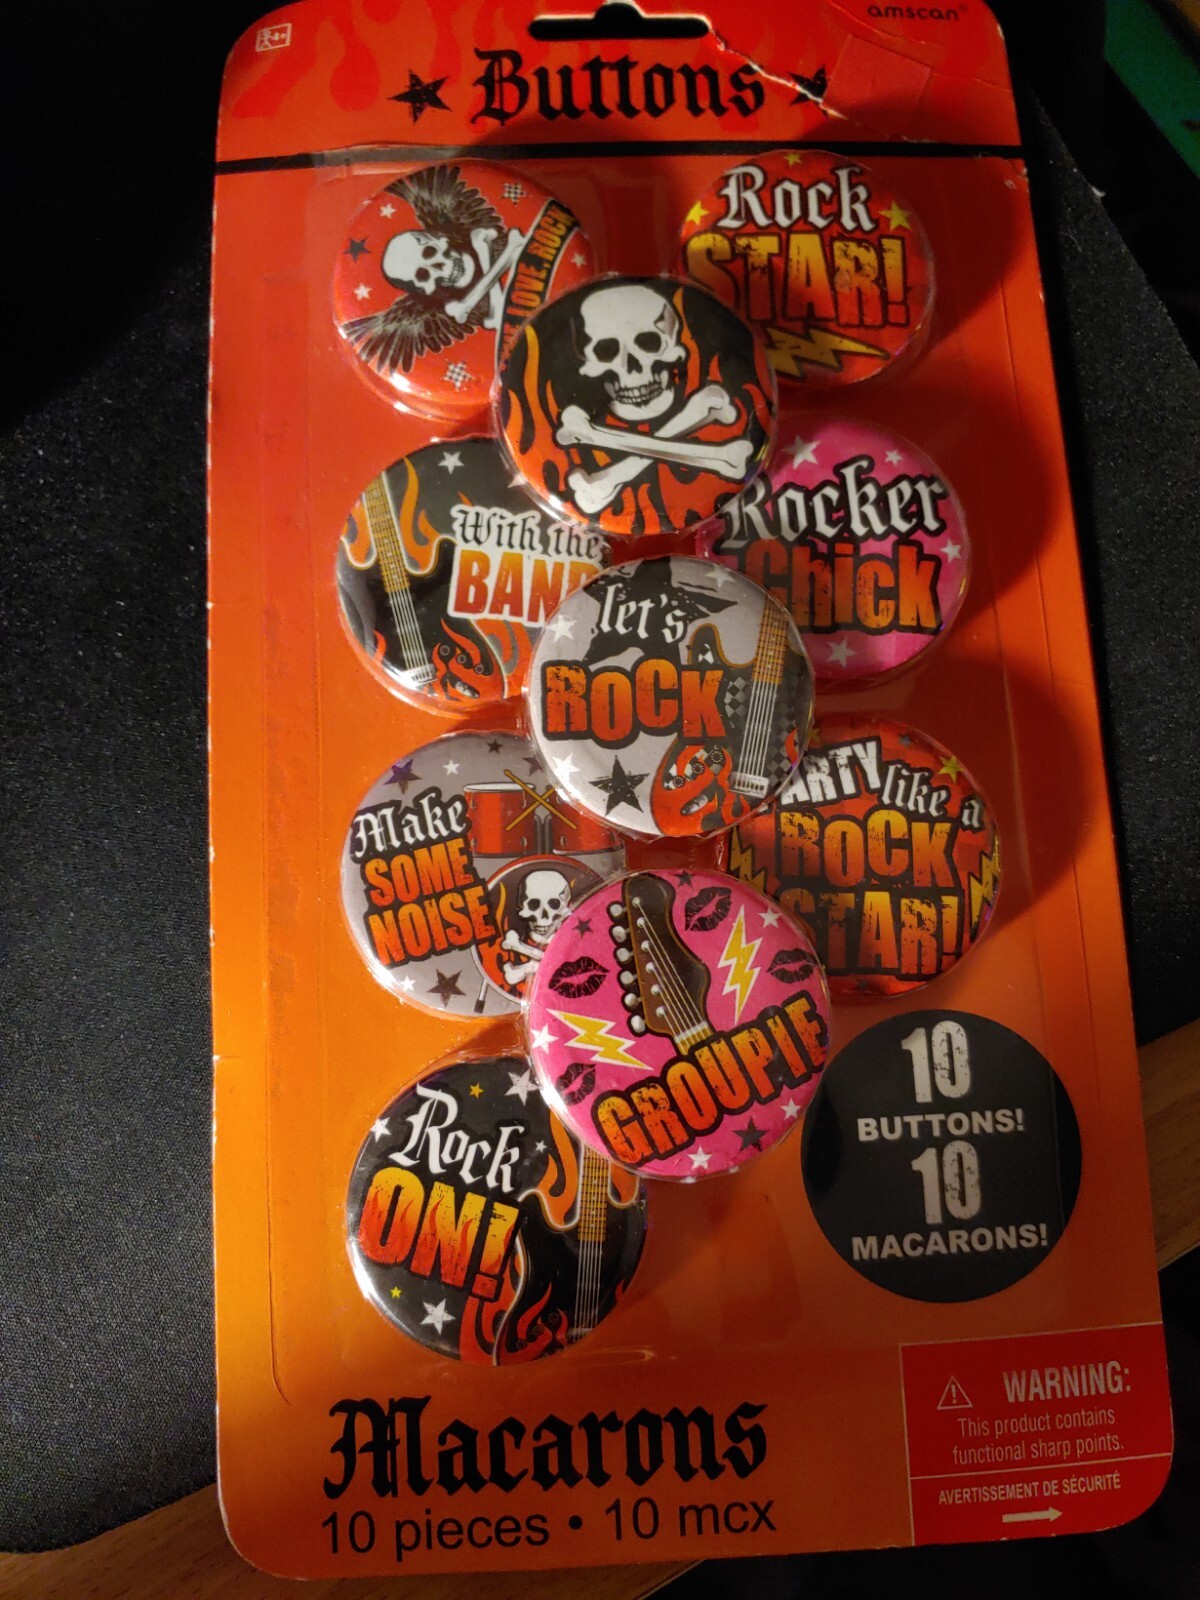 amscan®
4+
Buttons
LOVE.ROCK
Rock
STAR!
With the
BAND
Rocker
Chick
let's
ROCK
Make
SOME
NOISE
PARTY like a
ROCK
STAR!
GROUPIE
Rock
ON!
10
BUTTONS!
10
MACARONS!
Macarons
10 pieces • 10 mcx
WARNING:
This product contains
functional sharp points.
AVERTISSEMENT DE SÉCURITÉ